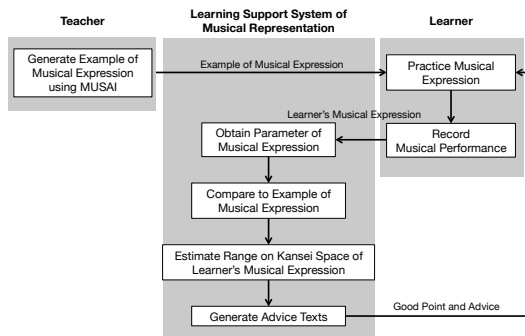 Teacher
Learning Support System of
Musical Representation
Learner
Generate Example of
Musical Expression
using MUSAI
Example of Musical Expression
Practice Musical
Expression
Learner's Musical Expression
Record
Musical Performance
Obtain Parameter of
Musical Expression
Compare to Example of
Musical Expression
Estimate Range on Kansei Space of
Learner's Musical Expression
Generate Advice Texts
Good Point and Advice